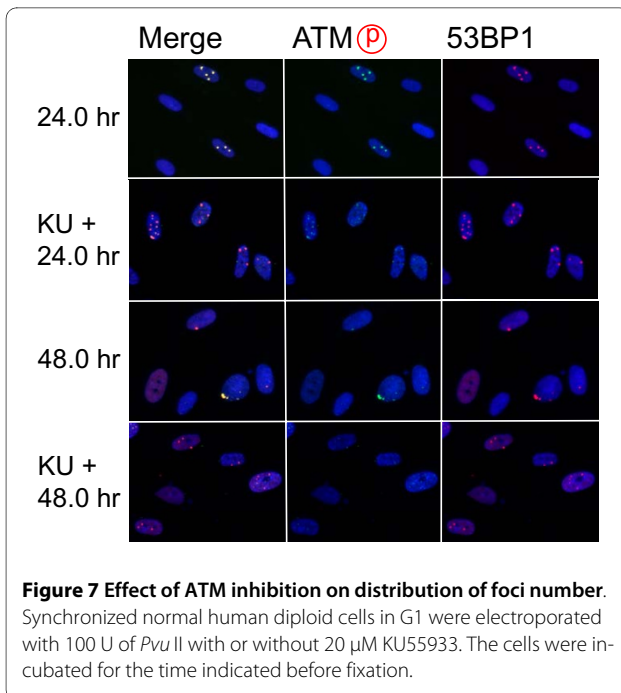 Merge ATM ⓟ 53BP1
24.0 hr
KU +
24.0 hr
48.0 hr
KU +
48.0 hr
Figure 7 Effect of ATM inhibition on distribution of foci number.
Synchronized normal human diploid cells in G1 were electroporated
with 100 U of Pvu II with or without 20 μM KU55933. The cells were in-
cubated for the time indicated before fixation.